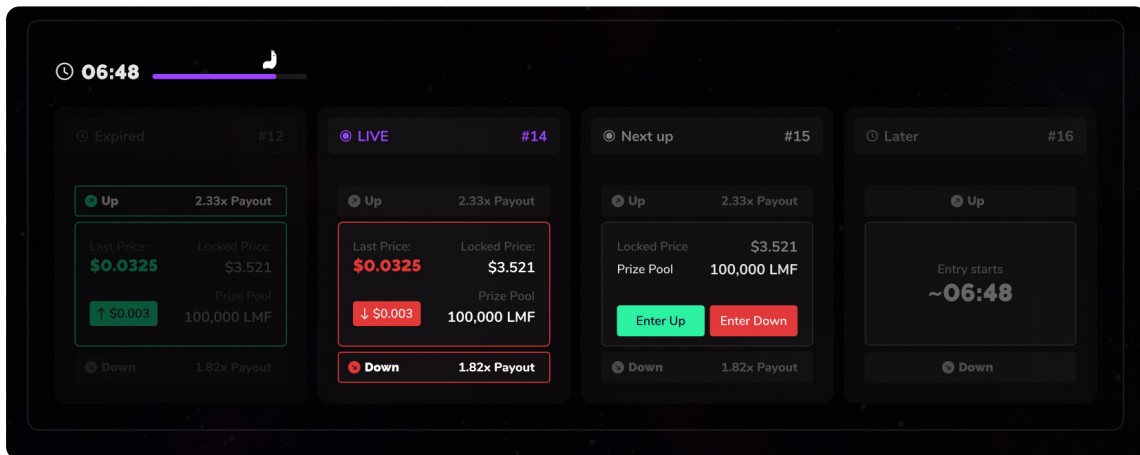 06:48
Expired #12
Up 2.33x Payout
Last Price: Locked Price:
$0.0325 $3.521
Prize Pool
↑ $0.003 100,000 LMF
Down 1.82x Payout
LIVE #14
Up 2.33x Payout
Last Price: Locked Price:
$0.0325 $3.521
Prize Pool
↓ $0.003 100,000 LMF
Down 1.82x Payout
Next up #15
Up 2.33x Payout
Locked Price $3.521
Prize Pool 100,000 LMF
Enter Up Enter Down
Down 1.82x Payout
Later #16
Up
Entry starts
~06:48
Down